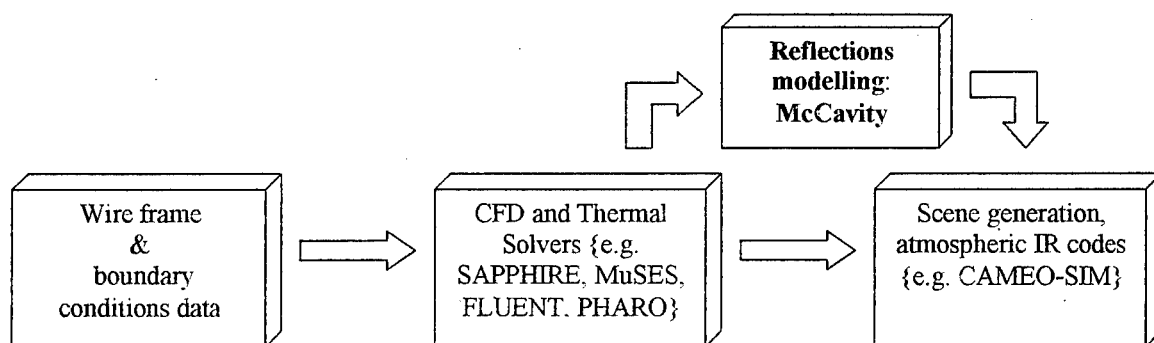 Reflections
modelling:
McCavity
Wire frame
&
boundary
conditions data
CFD and Thermal
Solvers {e.g.
SAPPHIRE, MuSES,
FLUENT, PHARO}
Scene generation,
atmospheric IR codes
{e.g. CAMEO-SIM}